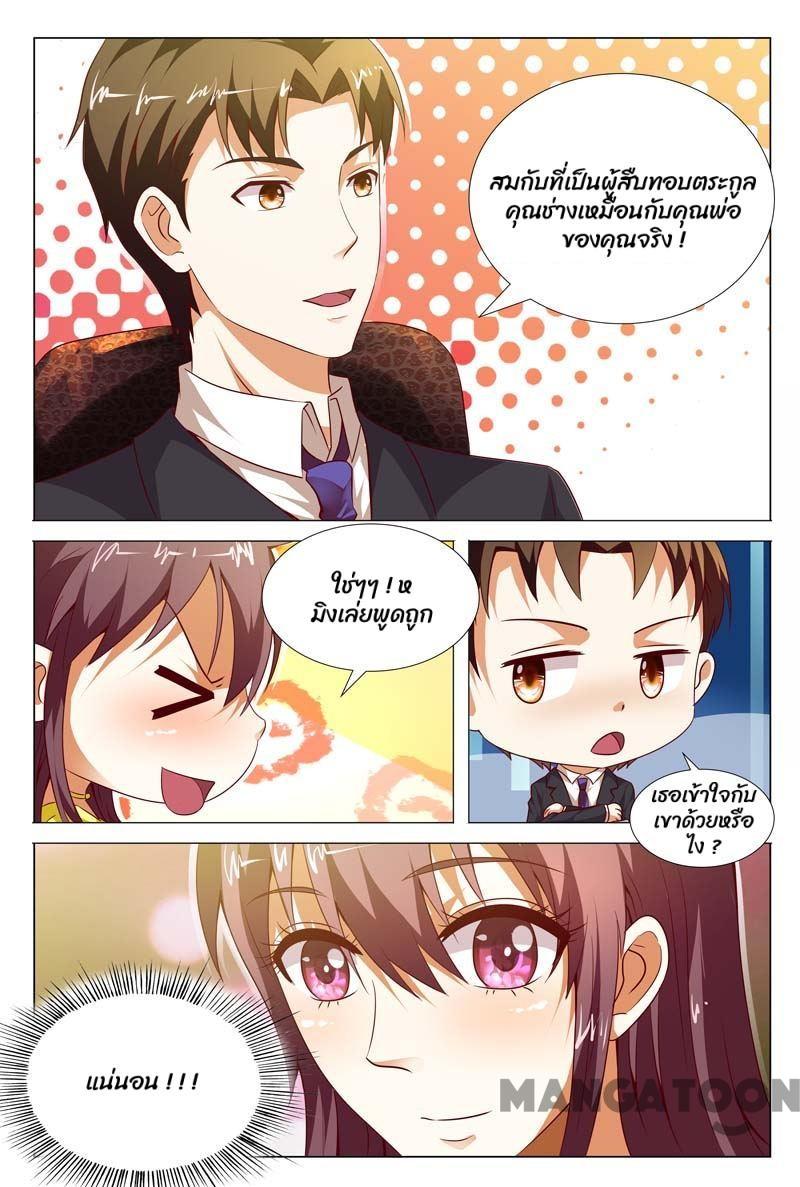 สมกับที่เป็นผู้สืบทอดตระกูล
คุณช่างเหมือนกับคุณพ่อ
ของคุณจริง !
ใช่ๆๆ ! ห
มิงเล่ยพูดถูก
เธอเข้าใจกับ
เขาด้วยหรือ
ไง ?
แน่นอน ! ! !
MANGATOON